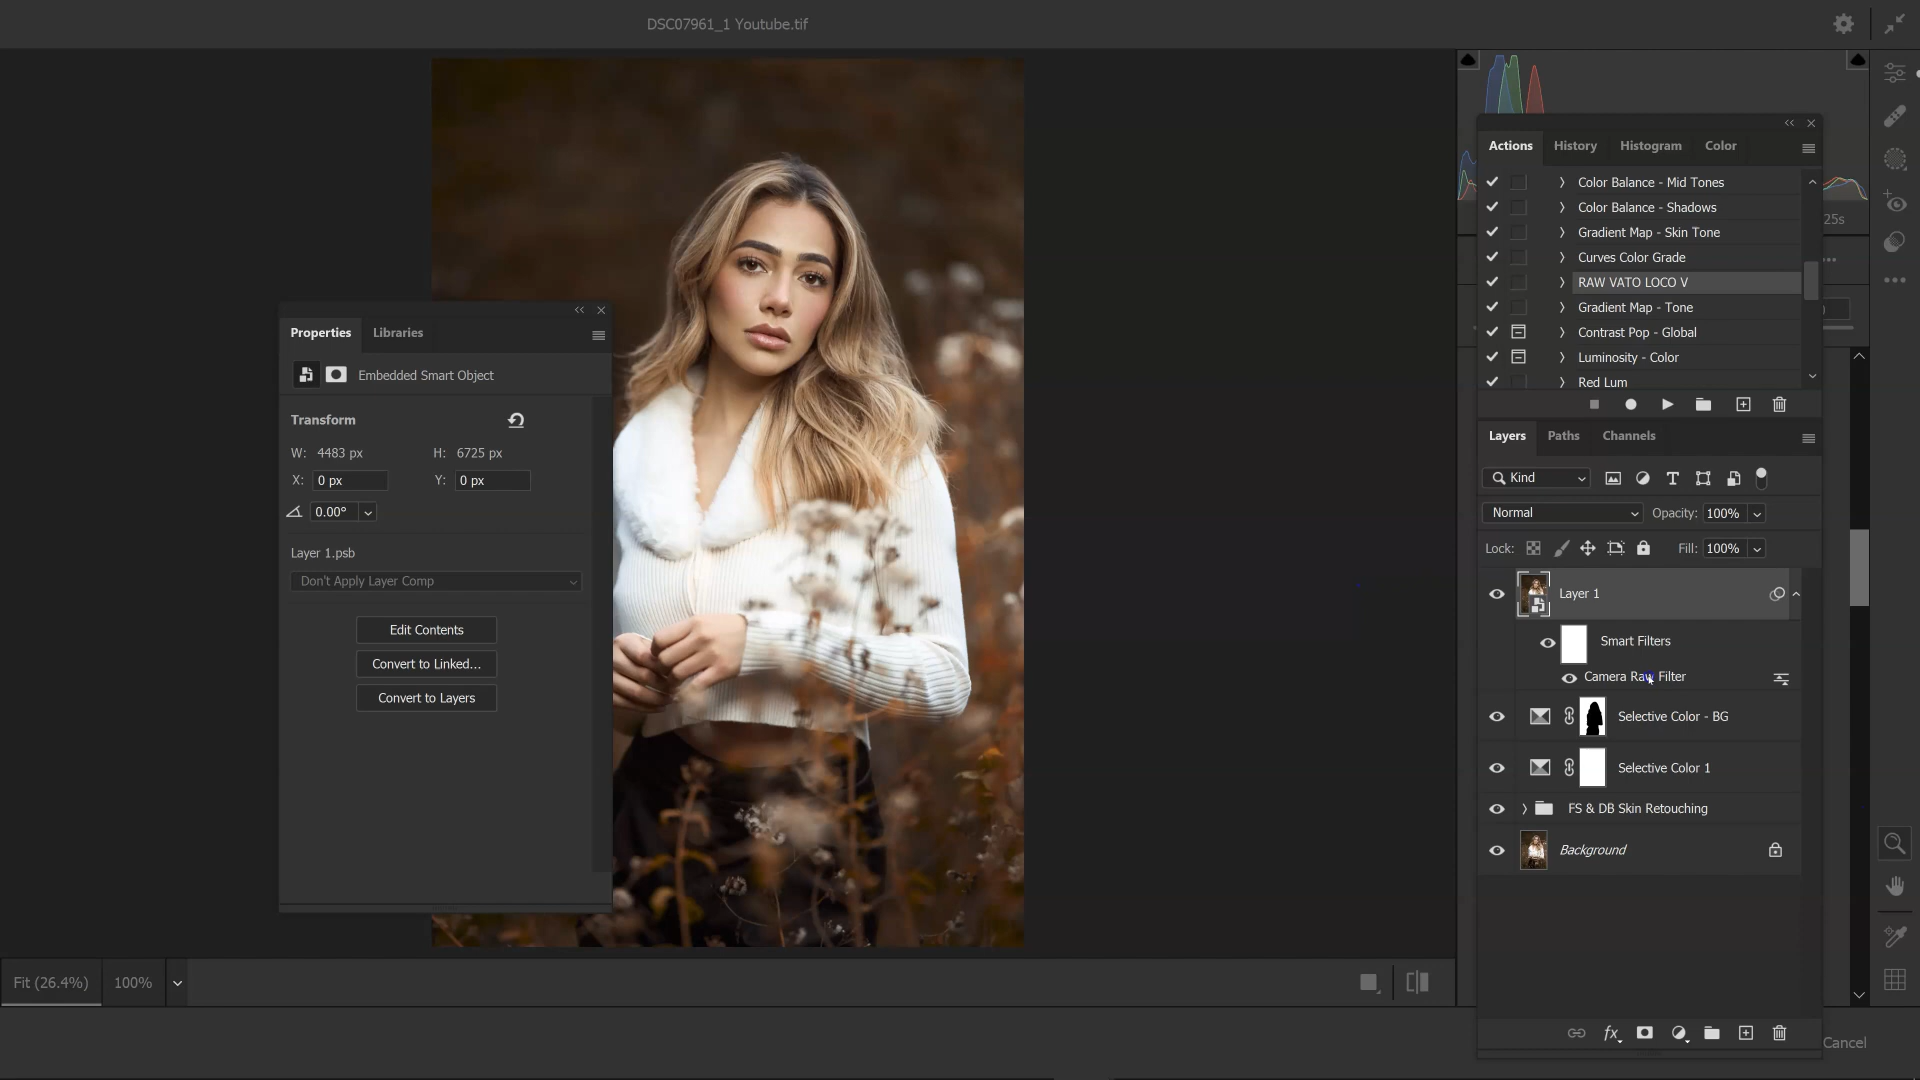 DSC07961_1 Youtube.tif
Actions History Histogram Color
Color Balance - Mid Tones
Color Balance - Shadows
25s
Gradient Map - Skin Tone
Curves Color Grade
RAW VATO LOCO V
Gradient Map - Tone
Contrast Pop - Global
Luminosity - Color
Red Lum
Properties Libraries
Embedded Smart Object
Transform
W: 4483 px H: 6725 px
X: 0 px Y: 0 px
0.00°
Layer 1.psb
Don't Apply Layer Comp
Edit Contents
Convert to Linked...
Convert to Layers
Layers Paths Channels
Kind
Normal Opacity: 100%
Lock: Fill: 100%
Layer 1
Smart Filters
Camera Raw Filter
Selective Color - BG
Selective Color 1
FS & DB Skin Retouching
Background
Fit (26.4%) 100%
fx
Cancel